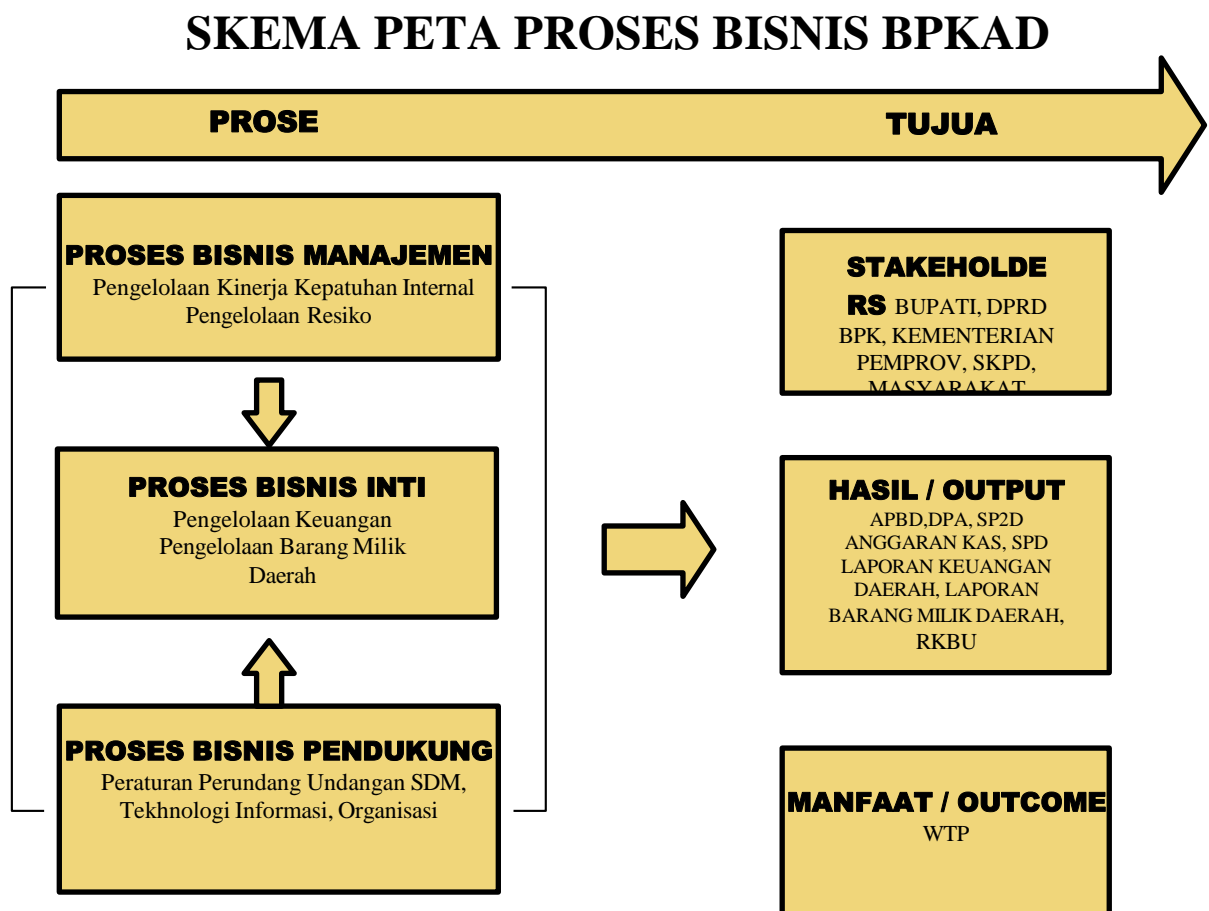 SKEMA PETA PROSES BISNIS BPKAD
PROSE
TUJUA
PROSES BISNIS MANAJEMEN
Pengelolaan Kinerja Kepatuhan Internal
Pengelolaan Resiko
PROSES BISNIS INTI
Pengelolaan Keuangan
Pengelolaan Barang Milik
Daerah
PROSES BISNIS PENDUKUNG
Peraturan Perundang Undangan SDM,
Tekhnologi Informasi, Organisasi
STAKEHOLDE
RS BUPATI, DPRD
BPK, KEMENTERIAN
PEMPROV, SKPD,
MASYARAKAT
HASIL / OUTPUT
APBD,DPA, SP2D
ANGGARAN KAS, SPD
LAPORAN KEUANGAN
DAERAH, LAPORAN
BARANG MILIK DAERAH,
RKBU
MANFAAT / OUTCOME
WTP